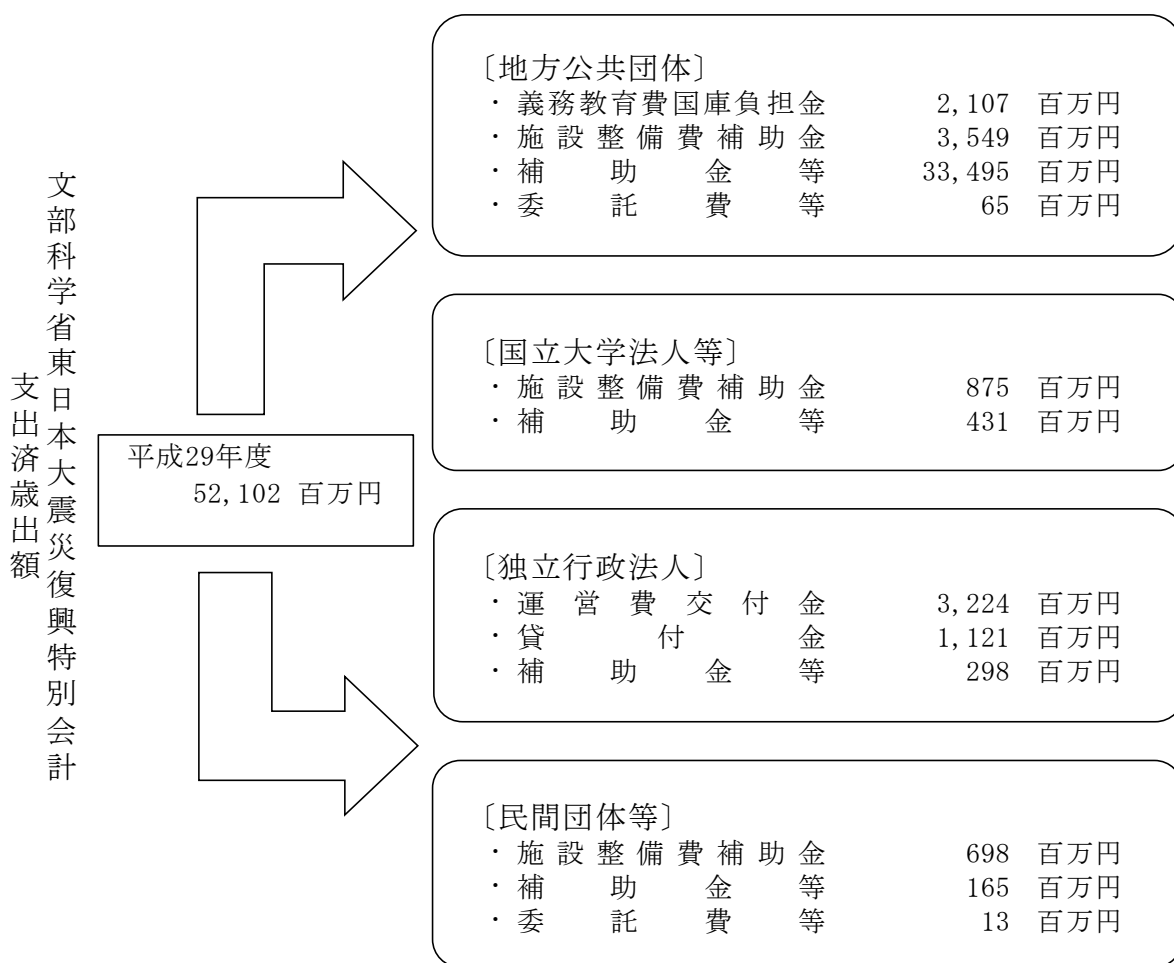 文部科学省東日本大震災復興特別会計
支出済歳出額
平成29年度
52,102 百万円
〔地方公共団体〕
・義務教育費国庫負担金 2,107 百万円
・施設整備費補助金 3,549 百万円
・補助金等 33,495 百万円
・委託費等 65 百万円
〔国立大学法人等〕
・施設整備費補助金 875 百万円
・補助金等 431 百万円
〔独立行政法人〕
・運営費交付金 3,224 百万円
・貸付金 1,121 百万円
・補助金等 298 百万円
〔民間団体等〕
・施設整備費補助金 698 百万円
・補助金等 165 百万円
・委託費等 13 百万円